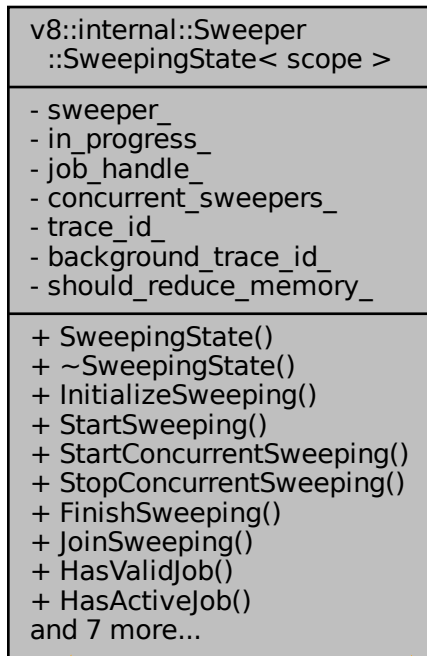 v8::internal::Sweeper
::SweepingState< scope >
- sweeper_
- in_progress_
- job_handle_
- concurrent_sweepers_
- trace_id_
- background_trace_id_
- should_reduce_memory_
+ SweepingState()
+ ~SweepingState()
+ InitializeSweeping()
+ StartSweeping()
+ StartConcurrentSweeping()
+ StopConcurrentSweeping()
+ FinishSweeping()
+ JoinSweeping()
+ HasValidJob()
+ HasActiveJob()
and 7 more...